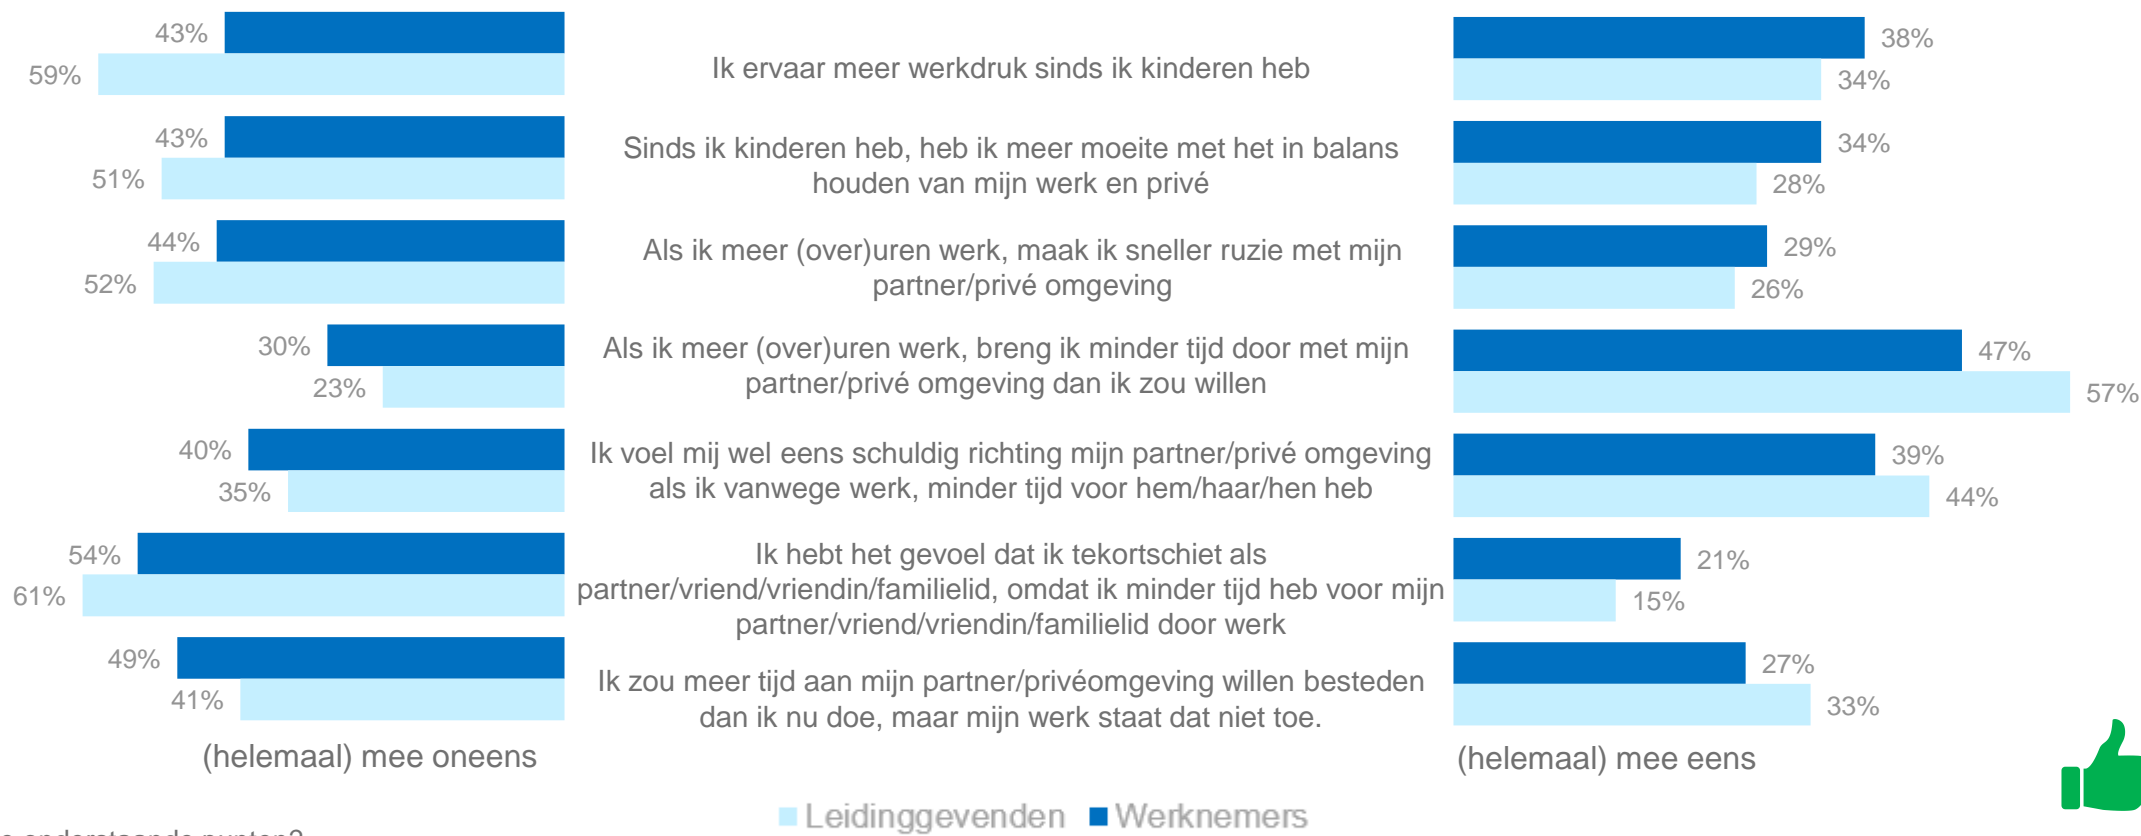 43%
59%
Ik ervaar meer werkdruk sinds ik kinderen heb
38%
34%
43%
51%
Sinds ik kinderen heb, heb ik meer moeite met het in balans
houden van mijn werk en privé
34%
28%
44%
52%
Als ik meer (over)uren werk, maak ik sneller ruzie met mijn
partner/privé omgeving
29%
26%
30%
23%
Als ik meer (over)uren werk, breng ik minder tijd door met mijn
partner/privé omgeving dan ik zou willen
47%
57%
40%
35%
Ik voel mij wel eens schuldig richting mijn partner/privé omgeving
als ik vanwege werk, minder tijd voor hem/haar/hen heb
39%
44%
54%
61%
Ik hebt het gevoel dat ik tekortschiet als
partner/vriend/vriendin/familielid, omdat ik minder tijd heb voor mijn
partner/vriend/vriendin/familielid door werk
21%
15%
49%
41%
Ik zou meer tijd aan mijn partner/privéomgeving willen besteden
dan ik nu doe, maar mijn werk staat dat niet toe.
27%
33%
(helemaal) mee oneens
(helemaal) mee eens
Leidinggevenden Werknemers